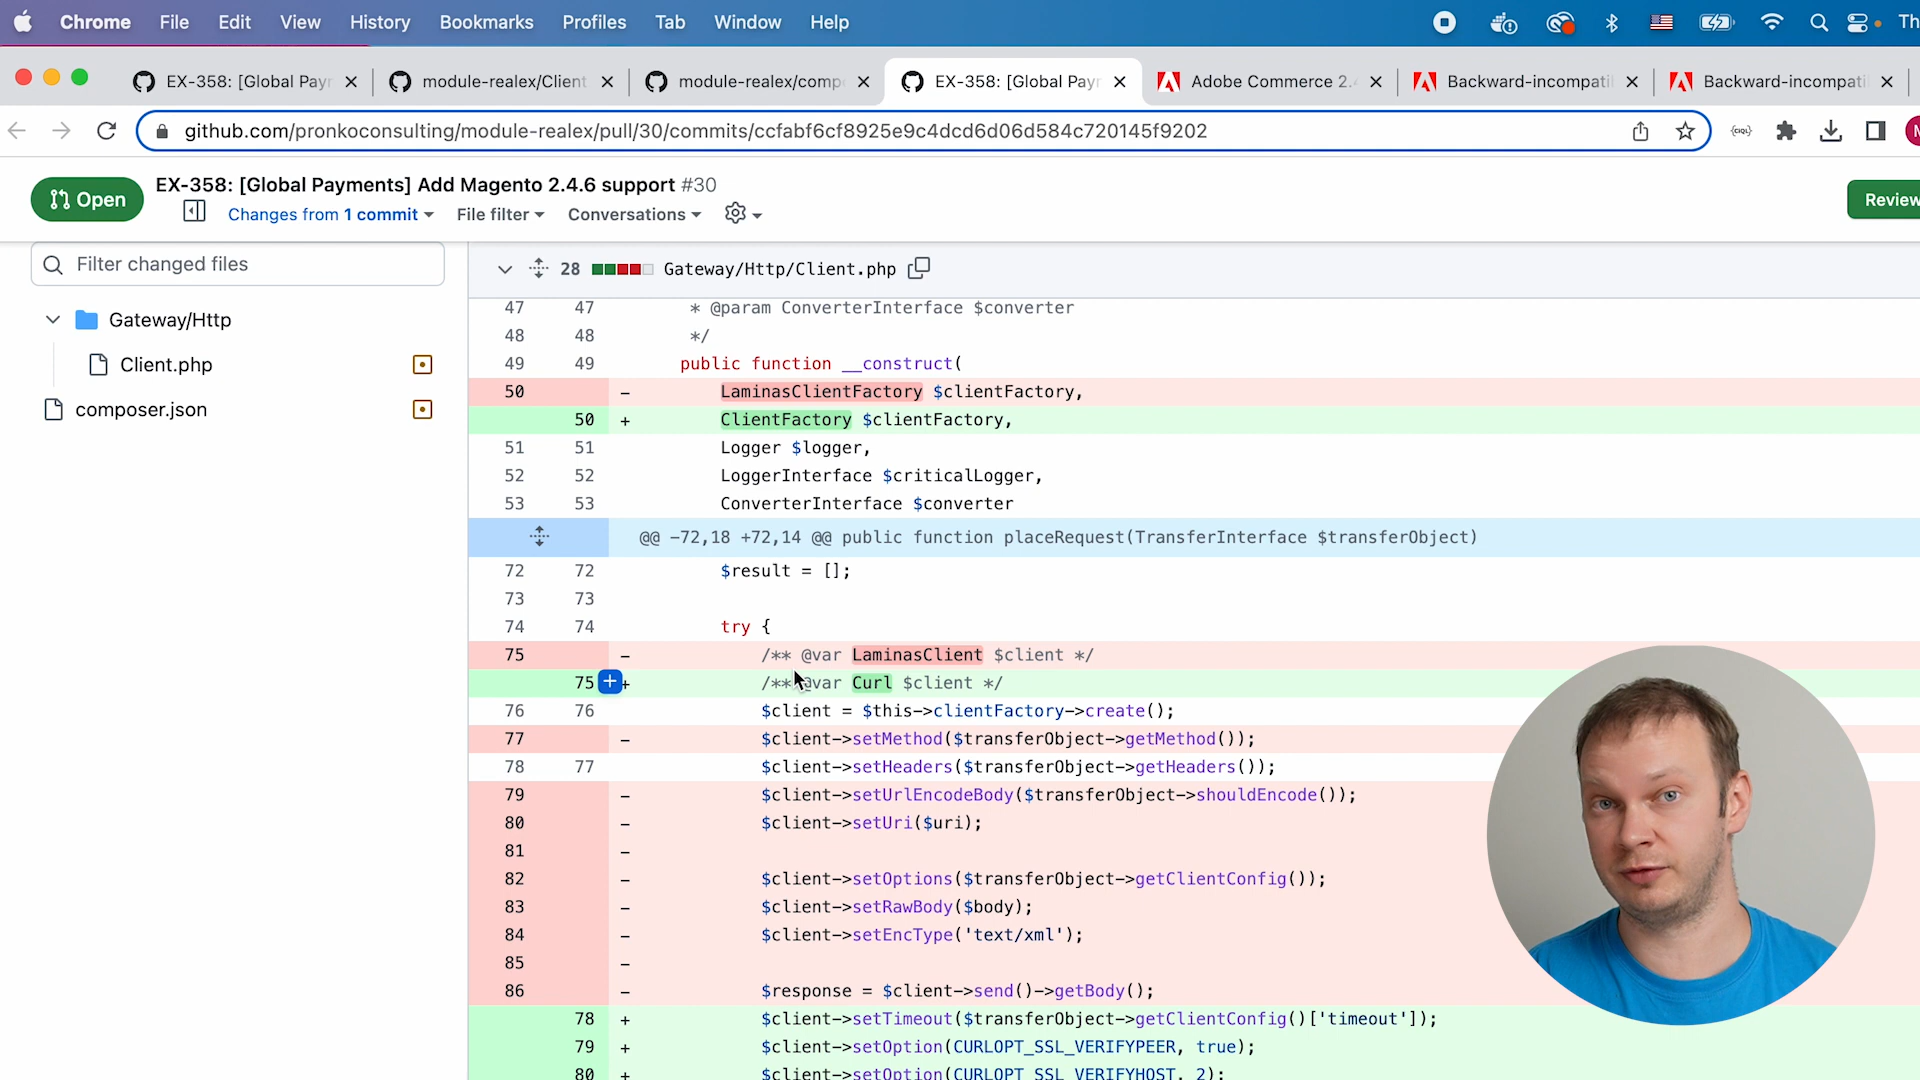 Chrome File Edit View History Bookmarks Profiles Tab Window Help Th
EX-358: [Global Payr module-realex/Client module-realex/comp EX-358: [Global Payr Adobe Commerce 2.4 Backward-incompati Backward-incompati
github.com/pronkoconsulting/module-realex/pull/30/commits/ccfabf6cf8925e9c4dcd6d06d584c720145f9202
Open
EX-358: [Global Payments] Add Magento 2.4.6 support #30
Changes from 1 commit File filter Conversations
Review
Filter changed files
Gateway/Http
Client.php
composer.json
28 Gateway/Http/Client.php
47 47 * @param ConverterInterface $converter
48 48 */
49 49 public function __construct(
50 - LaminasClientFactory $clientFactory,
50 + ClientFactory $clientFactory,
51 51 Logger $logger,
52 52 LoggerInterface $criticalLogger,
53 53 ConverterInterface $converter
@@ -72,18 +72,14 @@ public function placeRequest(TransferInterface $transferObject)
72 72 $result = [];
73 73
74 74 try {
75 - /** @var LaminasClient $client */
75 + /** @var Curl $client */
76 76 $client = $this->clientFactory->create();
77 - $client->setMethod($transferObject->getMethod());
78 77 $client->setHeaders($transferObject->getHeaders());
79 - $client->setUrlEncodeBody($transferObject->shouldEncode());
80 - $client->setUri($uri);
81 -
82 - $client->setOptions($transferObject->getClientConfig());
83 - $client->setRawBody($body);
84 - $client->setEncType('text/xml');
85 -
86 - $response = $client->send()->getBody();
78 + $client->setTimeout($transferObject->getClientConfig()['timeout']);
79 + $client->setOption(CURLOPT_SSL_VERIFYPEER, true);
80 + $client->setOption(CURLOPT_SSL_VERIFYHOST, 2);